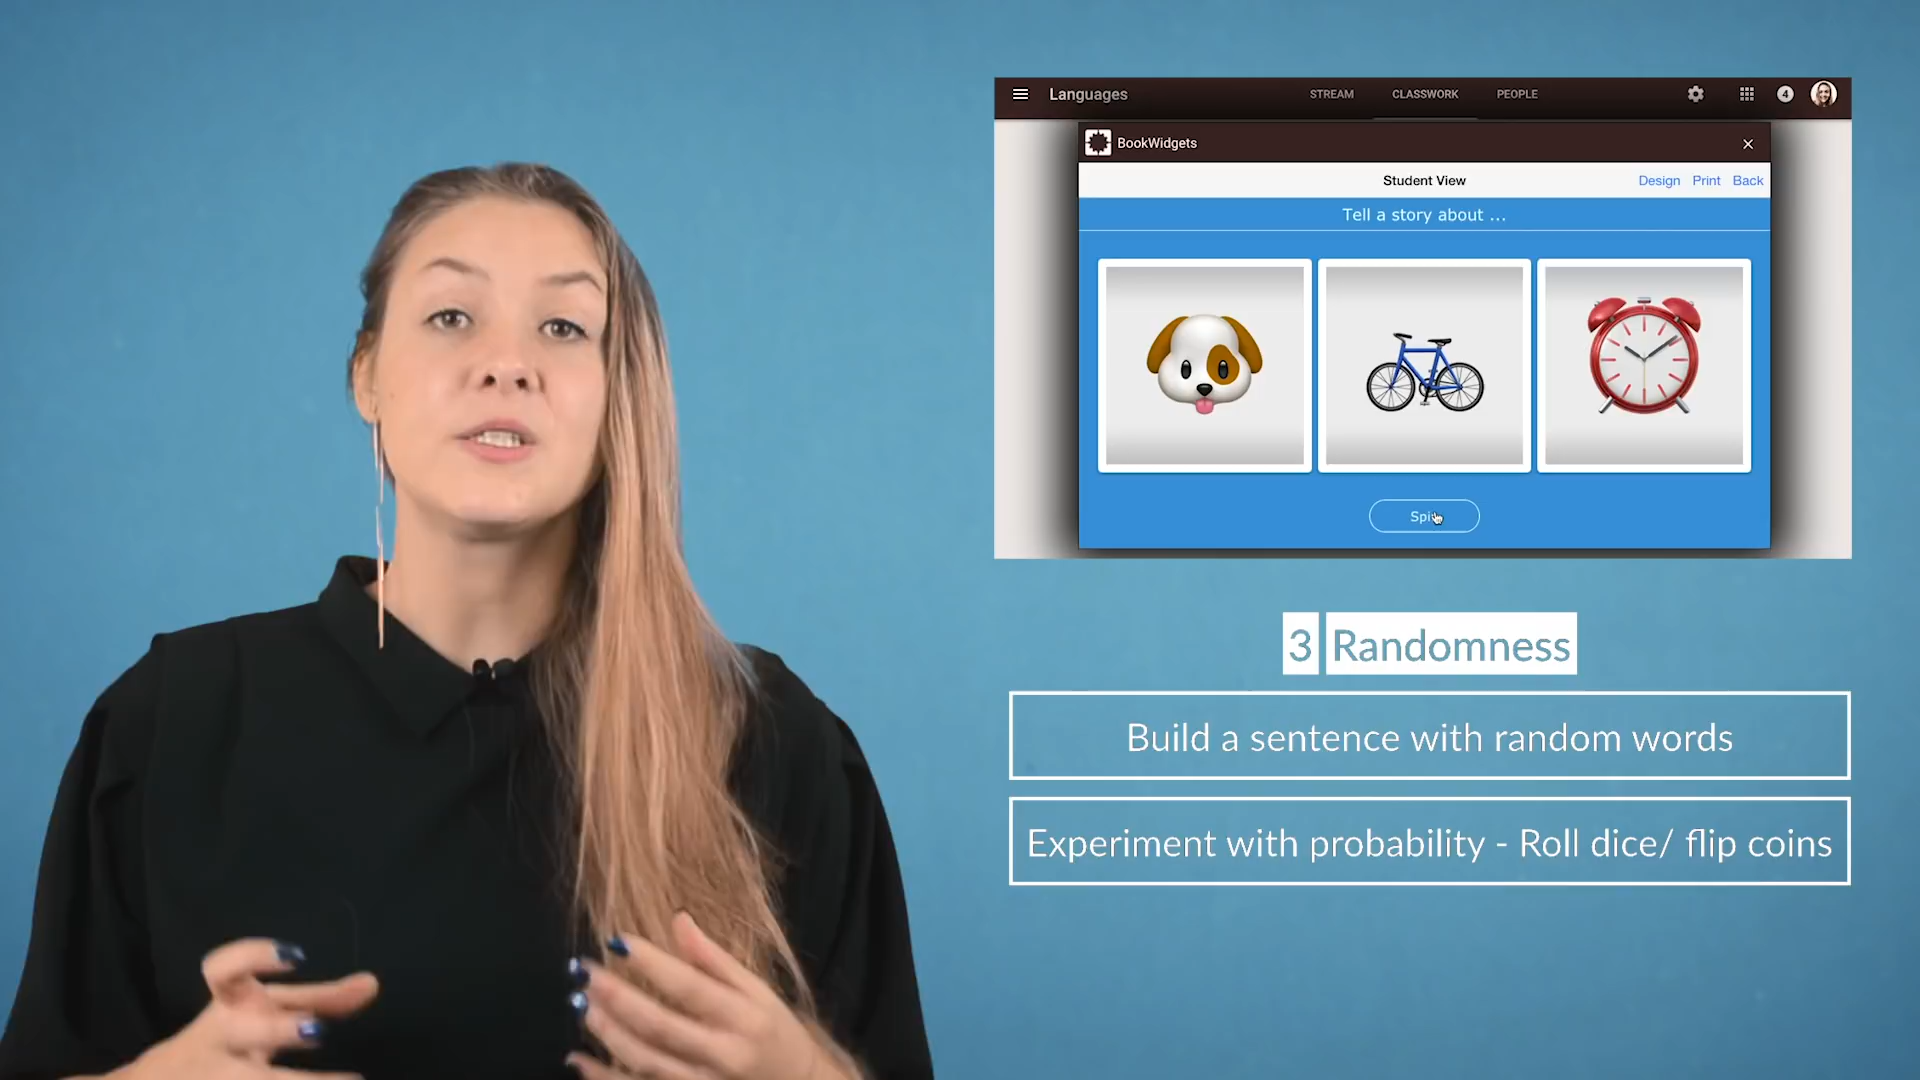 Languages
STREAM CLASSWORK PEOPLE
4
BookWidgets
Student View
Design Print Back
Tell a story about ...
3 Randomness
Build a sentence with random words
Experiment with probability - Roll dice/ flip coins